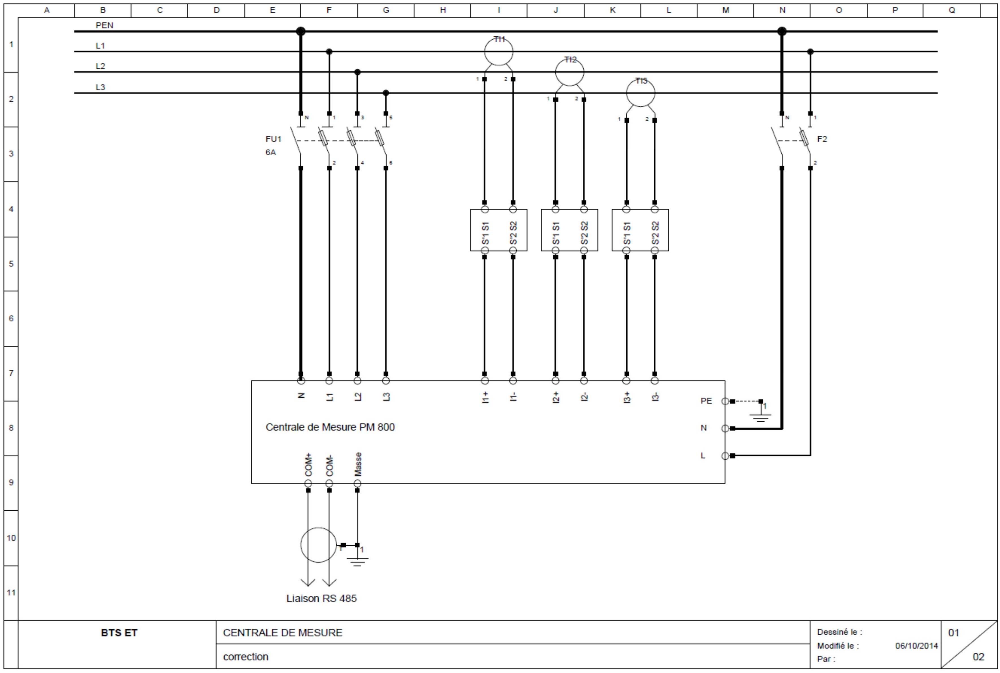 A B C D E F G H I J K L M N O P Q
PEN
1
L1
TI1
L2
TI2
L3
TI3
1 2
2
1 2
N 1 3 5
1 2
N 1
FU1
F2
6A
3
2 4 6
2
4
S'1 S1 S'2 S2 S'1 S1 S'2 S2 S'1 S1 S'2 S2
5
6
7
N L1 L2 L3 I1+ I1- I2+ I2- I3+ I3-
PE
1
8
Centrale de Mesure PM 800
N
L
COM+ COM- Masse
9
10
1 1
11
Liaison RS 485
BTS ET
CENTRALE DE MESURE
correction
Dessiné le :
Modifié le : 06/10/2014
Par :
01
02